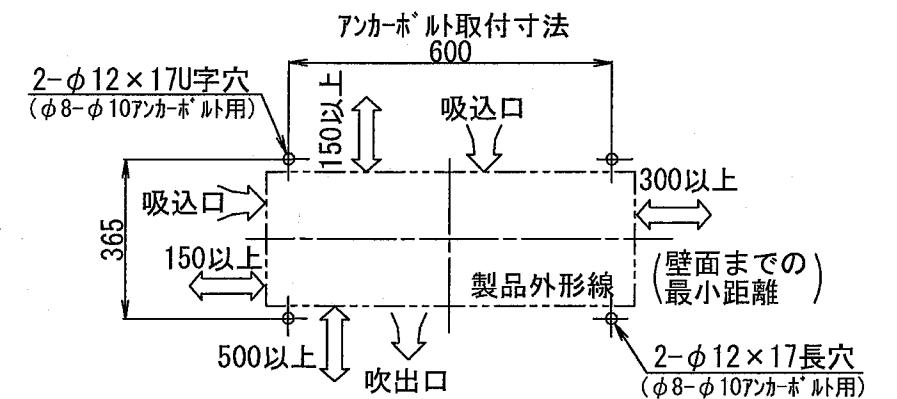 アンカーボルト取付寸法
600
2-φ12×17U字穴
(φ8-φ10アンカーボルト用)
150以上
吸込口
300以上
吸込口
365
150以上
(壁面までの
最小距離)
製品外形線
500以上
吹出口
2-φ12×17長穴
(φ8-φ10アンカーボルト用)